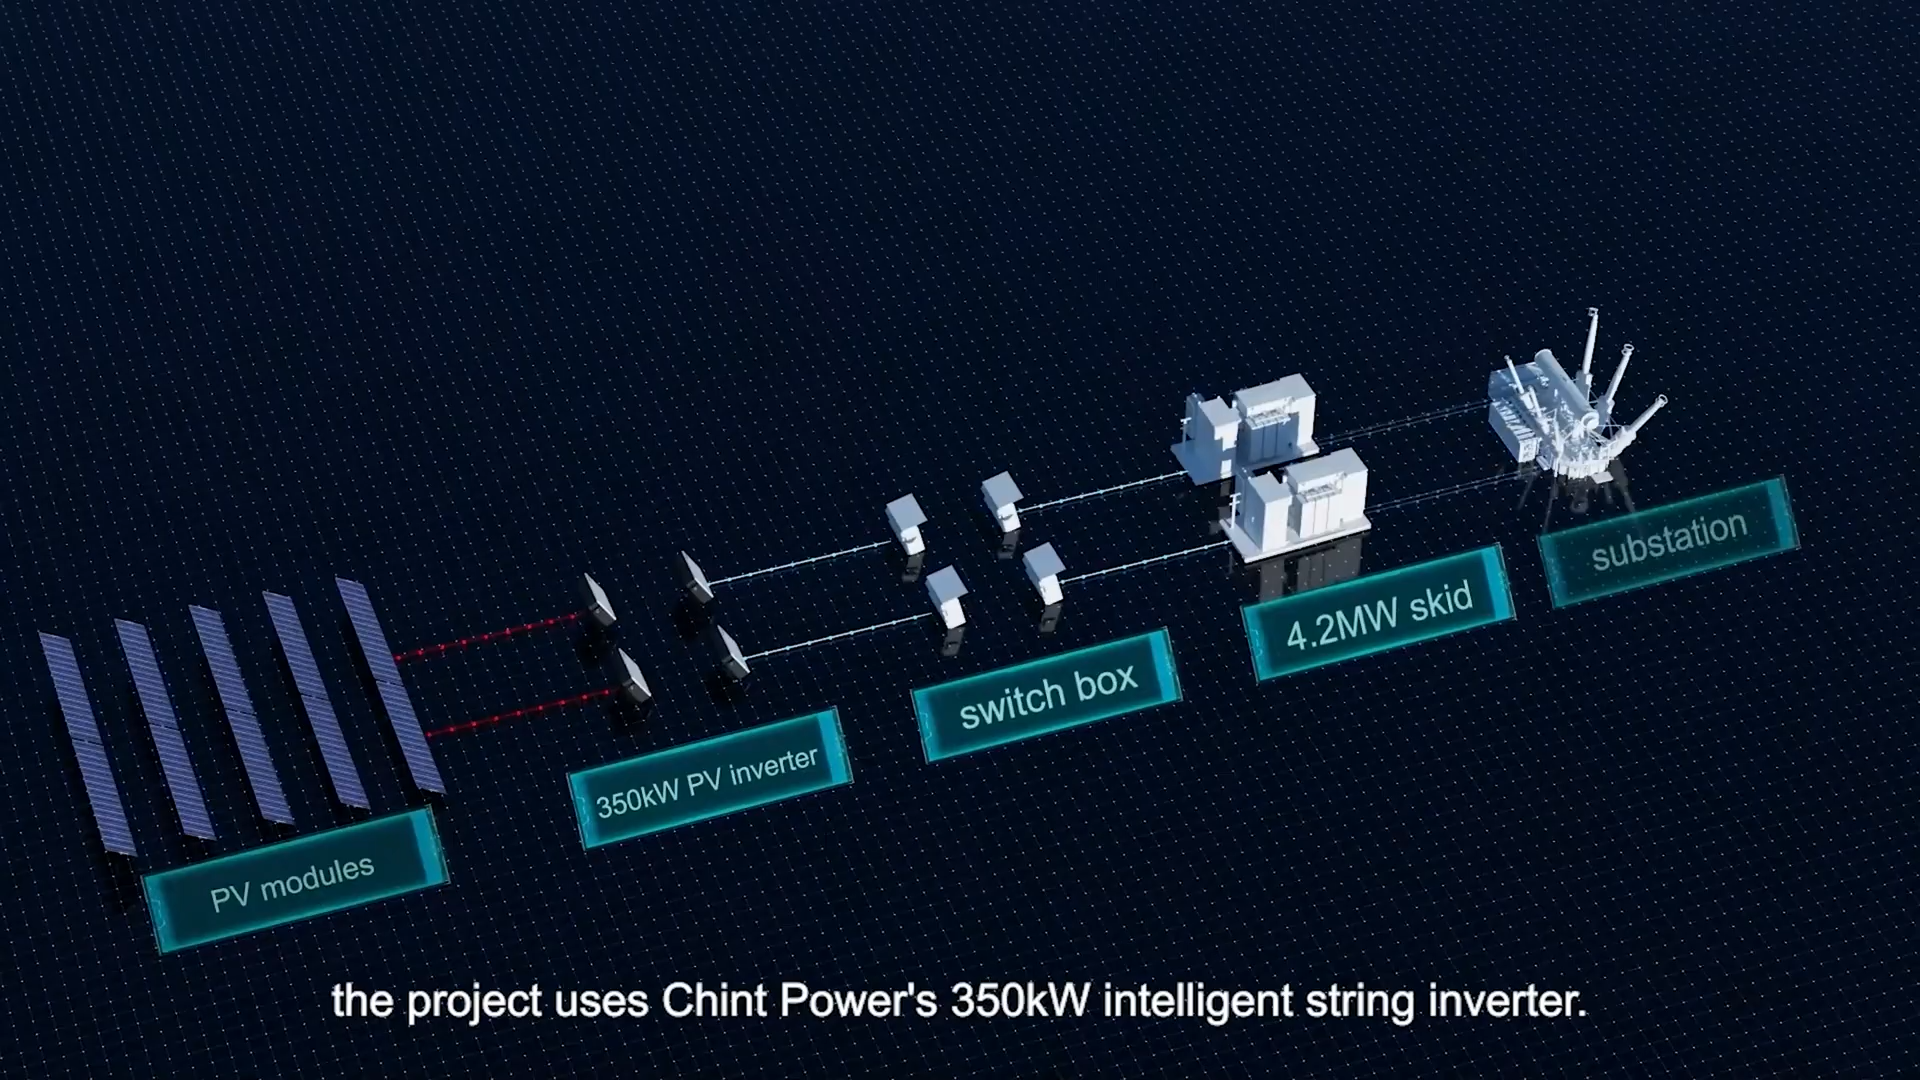 substation
4.2MW skid
switch box
350kW PV inverter
PV modules
the project uses Chint Power's 350kW intelligent string inverter.